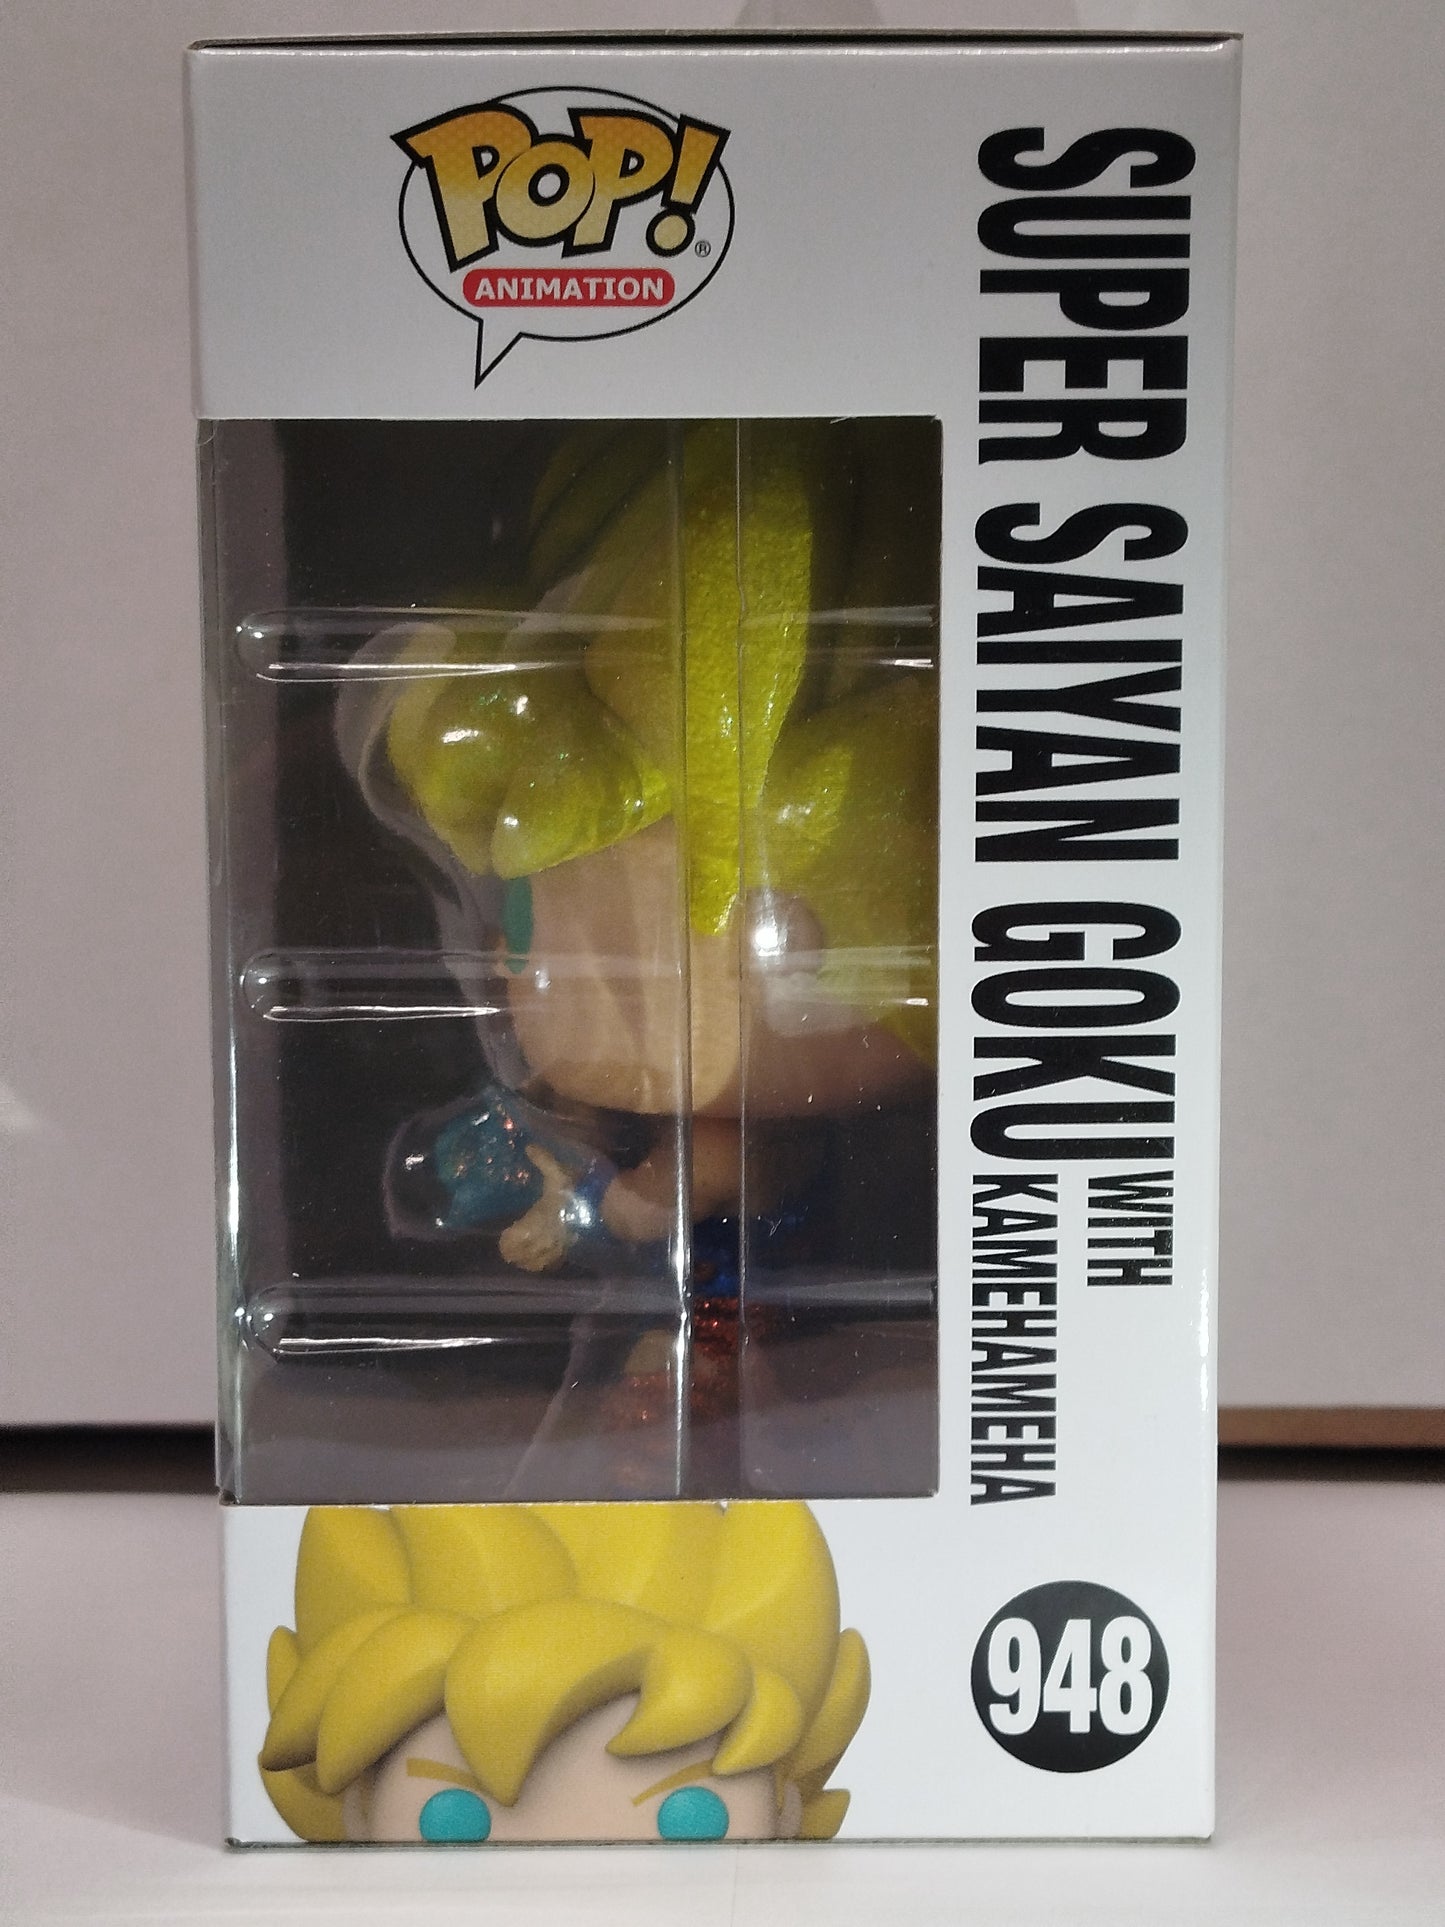 POP!®
ANIMATION
SUPER SAIYAN GOKU WITH
KAMEHAMEHA
948